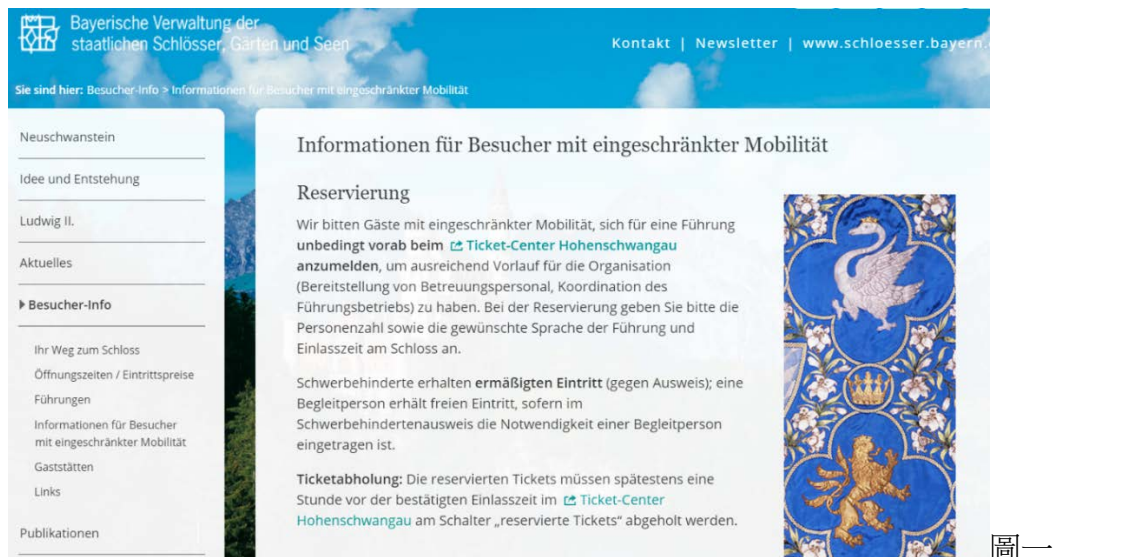 Bayerische Verwaltung der
staatlichen Schlösser, Gärten und Seen
Kontakt | Newsletter | www.schloesser.bayern.
Sie sind hier: Besucher-Info > Informationen für Besucher mit eingeschränkter Mobilität
Neuschwanstein
Idee und Entstehung
Ludwig II.
Aktuelles
Besucher-Info
Ihr Weg zum Schloss
Öffnungszeiten / Eintrittspreise
Führungen
Informationen für Besucher
mit eingeschränkter Mobilität
Gaststätten
Links
Publikationen
Informationen für Besucher mit eingeschränkter Mobilität
Reservierung
Wir bitten Gäste mit eingeschränkter Mobilität, sich für eine Führung
unbedingt vorab beim Ticket-Center Hohenschwangau
anzumelden, um ausreichend Vorlauf für die Organisation
(Bereitstellung von Betreuungspersonal, Koordination des
Führungsbetriebs) zu haben. Bei der Reservierung geben Sie bitte die
Personenzahl sowie die gewünschte Sprache der Führung und
Einlasszeit am Schloss an.
Schwerbehinderte erhalten ermäßigten Eintritt (gegen Ausweis); eine
Begleitperson erhält freien Eintritt, sofern im
Schwerbehindertenausweis die Notwendigkeit einer Begleitperson
eingetragen ist.
Ticketabholung: Die reservierten Tickets müssen spätestens eine
Stunde vor der bestätigten Einlasszeit im Ticket-Center
Hohenschwangau am Schalter „reservierte Tickets" abgeholt werden.
圖一